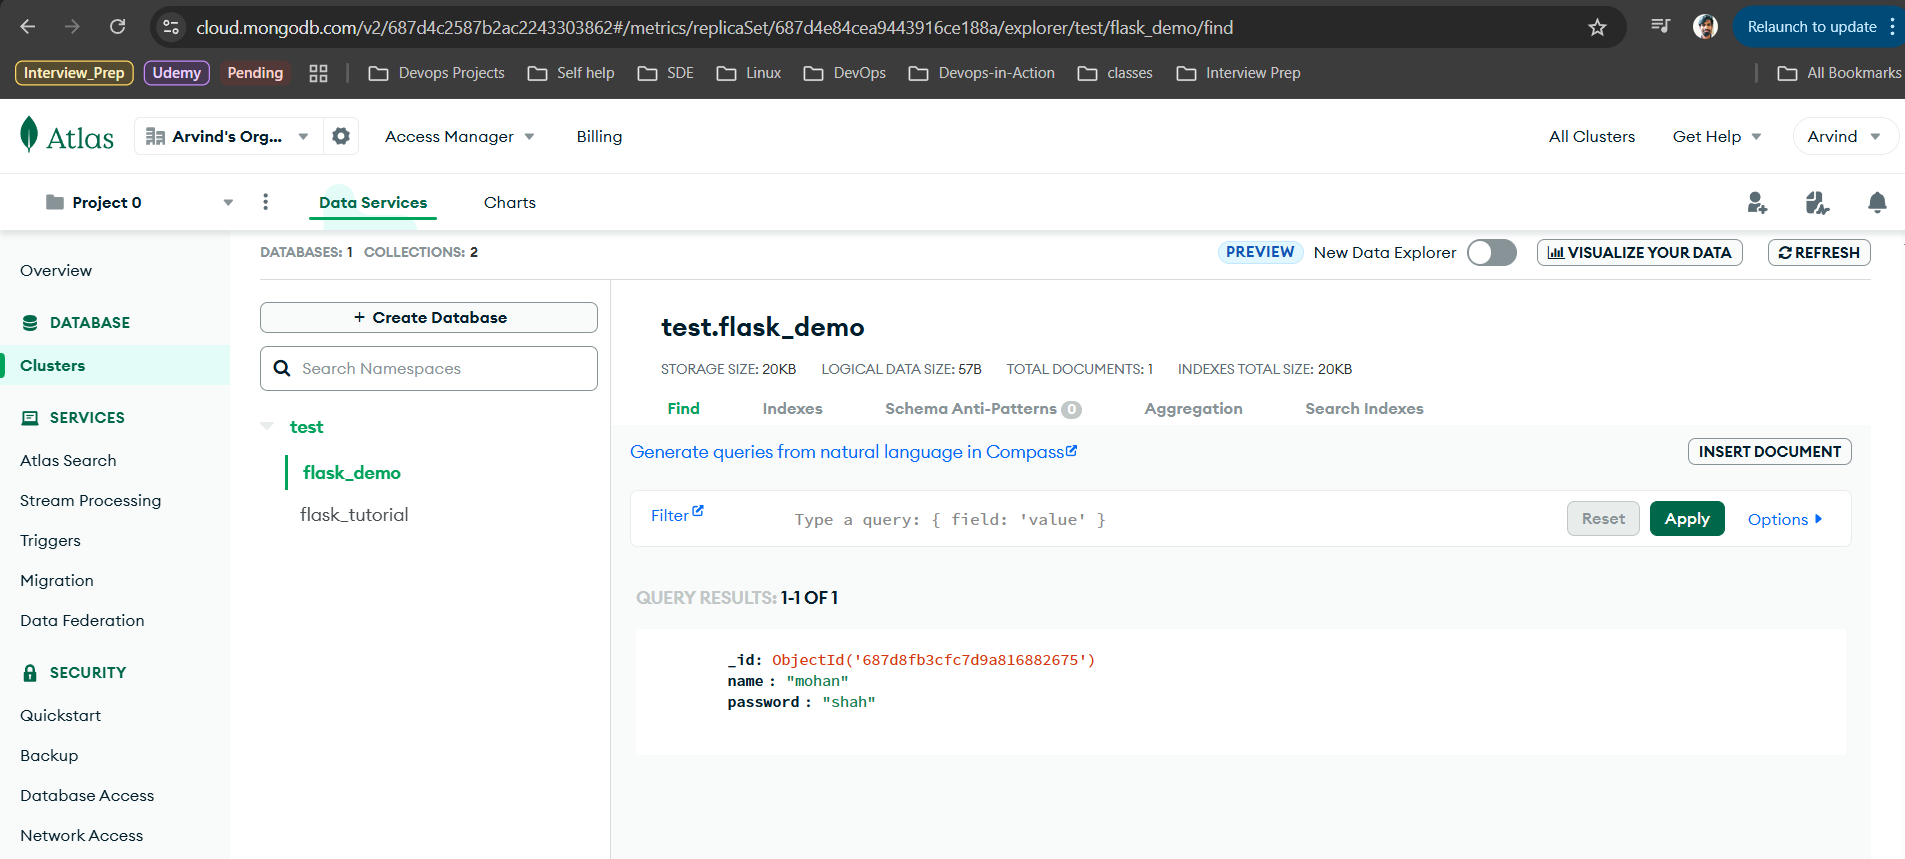 cloud.mongodb.com/v2/687d4c2587b2ac2243303862#/metrics/replicaSet/687d4e84cea9443916ce188a/explorer/test/flask_demo/find
Relaunch to update
Interview_Prep Udemy Pending Devops Projects Self help SDE Linux DevOps Devops-in-Action classes Interview Prep All Bookmarks
Atlas Arvind's Org... Access Manager Billing All Clusters Get Help Arvind
Project 0 Data Services Charts
Overview
DATABASE
Clusters
SERVICES
Atlas Search
Stream Processing
Triggers
Migration
Data Federation
SECURITY
Quickstart
Backup
Database Access
Network Access
DATABASES: 1 COLLECTIONS: 2
PREVIEW New Data Explorer VISUALIZE YOUR DATA REFRESH
+ Create Database
Search Namespaces
test
flask_demo
flask_tutorial
test.flask_demo
STORAGE SIZE: 20KB LOGICAL DATA SIZE: 57B TOTAL DOCUMENTS: 1 INDEXES TOTAL SIZE: 20KB
Find Indexes Schema Anti-Patterns 0 Aggregation Search Indexes
Generate queries from natural language in Compass
INSERT DOCUMENT
Filter Type a query: { field: 'value' } Reset Apply Options
QUERY RESULTS: 1-1 OF 1
_id: ObjectId('687d8fb3cfc7d9a816882675')
name : "mohan"
password : "shah"